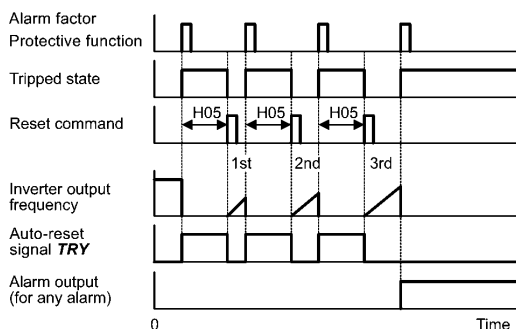 Alarm factor
Protective function
Tripped state
H05 H05 H05
Reset command
1st 2nd 3rd
Inverter output
frequency
Auto-reset
signal TRY
Alarm output
(for any alarm)
0 Time